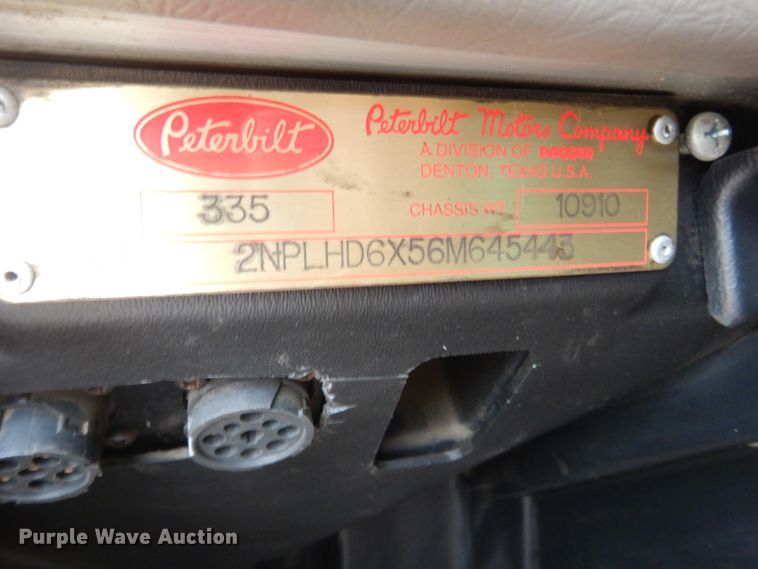 Peterbilt
Peterbilt Motors Company
A DIVISION OF PACCAR
DENTON, TEXAS U.S.A.
335
CHASSIS WT. 10910
2NPLHD6X56M645443
Purple Wave Auction